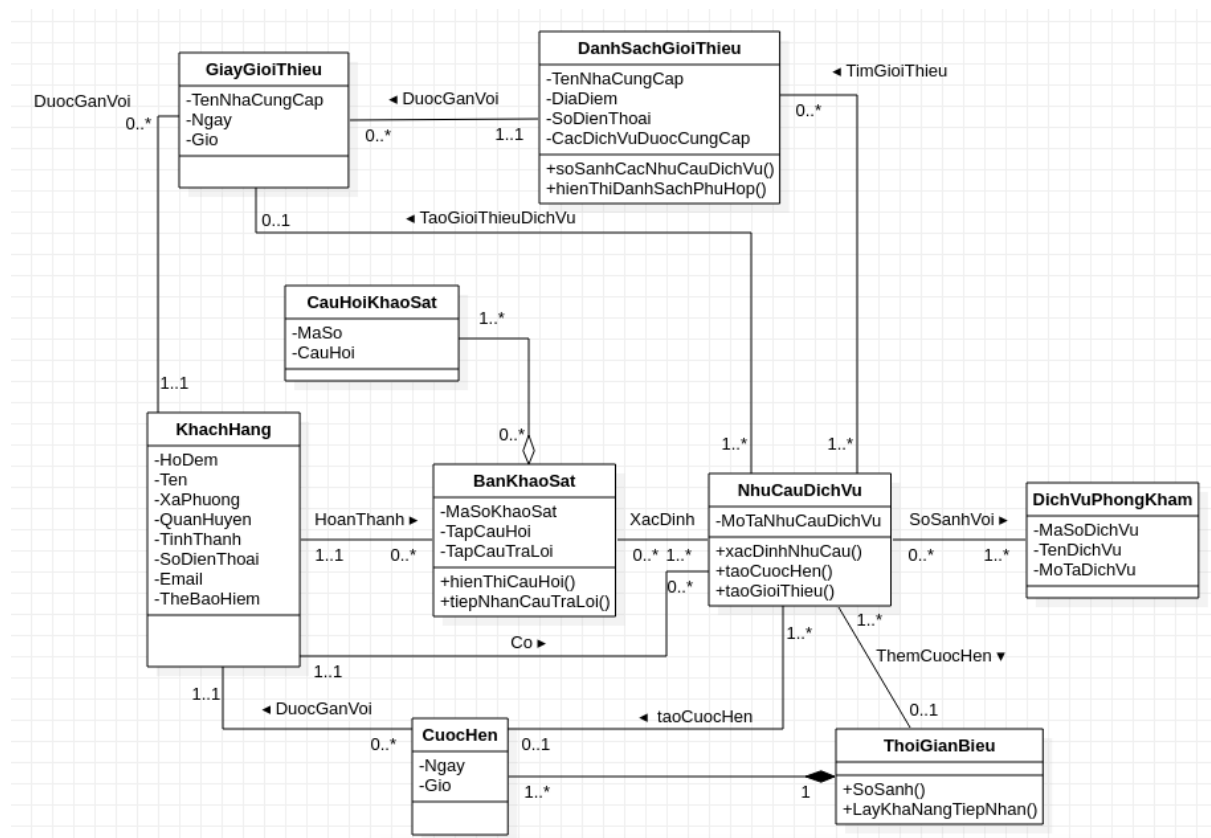 DanhSachGioiThieu
-TenNhaCungCap
-DiaDiem
-SoDienThoai
-CacDichVuDuocCungCap
+soSanhCacNhuCauDichVu()
+hienThiDanhSachPhuHop()
GiayGioiThieu
-TenNhaCungCap
-Ngay
-Gio
DuocGanVoi
0..*
◄ DuocGanVoi
0..*
1..1
◄ TimGioiThieu
0..*
0..1
◄ TaoGioiThieuDichVu
CauHoiKhaoSat
-MaSo
-CauHoi
1..*
0..*
1..1
1..*
1..*
KhachHang
-HoDem
-Ten
-XaPhuong
-QuanHuyen
-TinhThanh
-SoDienThoai
-Email
-TheBaoHiem
HoanThanh ►
1..1
0..*
BanKhaoSat
-MaSoKhaoSat
-TapCauHoi
-TapCauTraLoi
+hienThiCauHoi()
+tiepNhanCauTraLoi()
XacDinh
0..*
1..*
NhuCauDichVu
-MoTaNhuCauDichVu
+xacDinhNhuCau()
+taoCuocHen()
+taoGioiThieu()
SoSanhVoi ►
0..*
1..*
DichVuPhongKham
-MaSoDichVu
-TenDichVu
-MoTaDichVu
0..*
Co ►
1..1
1..*
1..*
ThemCuocHen ▼
0..1
1..1
◄ DuocGanVoi
0..*
◄ taoCuocHen
0..1
CuocHen
-Ngay
-Gio
1..*
1
ThoiGianBieu
+SoSanh()
+LayKhaNangTiepNhan()